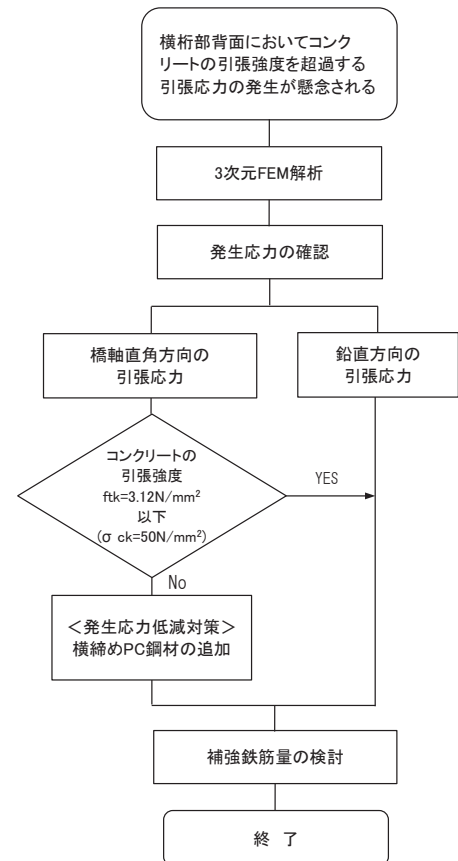 横桁部背面においてコンク
リートの引張強度を超過する
引張応力の発生が懸念される
3次元FEM解析
発生応力の確認
橋軸直角方向の
引張応力
鉛直方向の
引張応力
コンクリートの
引張強度
ftk=3.12N/mm²
以下
(σ ck=50N/mm²)
YES
No
＜発生応力低減対策＞
横締めPC鋼材の追加
補強鉄筋量の検討
終 了